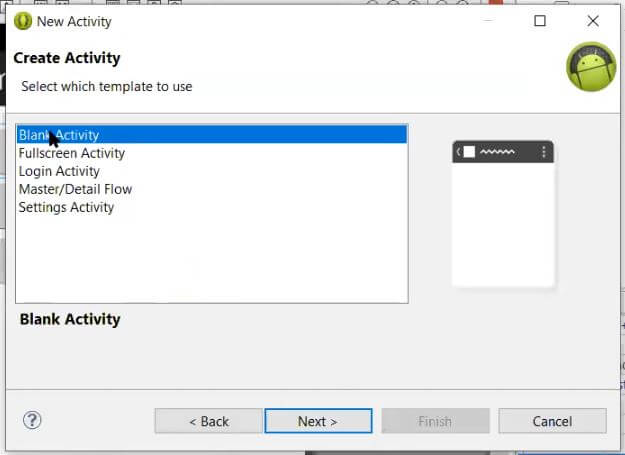 New Activity
Create Activity
Select which template to use
Blank Activity
Fullscreen Activity
Login Activity
Master/Detail Flow
Settings Activity
Blank Activity
< Back
Next >
Finish
Cancel